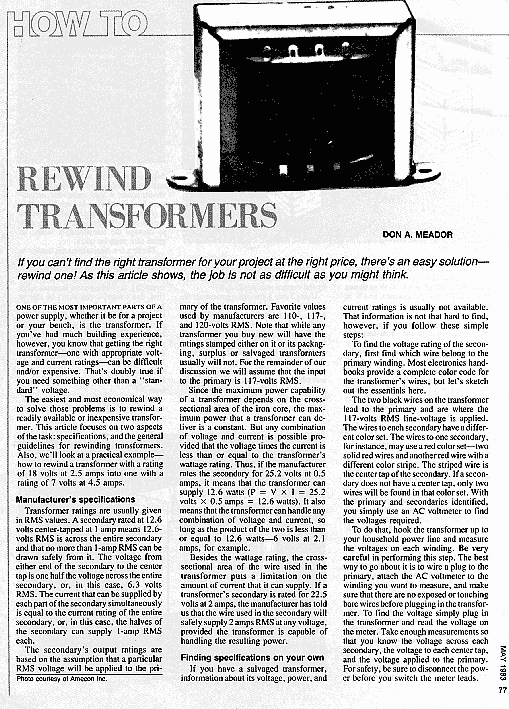 HOW TO
REWIND
TRANSFORMERS
DON A. MEADOR
If you can't find the right transformer for your project at the right price, there's an easy solution—
rewind one! As this article shows, the job is not as difficult as you might think.
ONE OF THE MOST IMPORTANT PARTS OF A
power supply, whether it be for a project
or your bench, is the transformer. If
you've had much building experience,
however, you know that getting the right
transformer—one with appropriate volt-
age and current ratings—can be difficult
and/or expensive. That's doubly true if
you need something other than a "stan-
dard" voltage.
The easiest and most economical way
to solve those problems is to rewind a
readily available or inexpensive transfor-
mer. This article focuses on two aspects
of the task: specifications, and the general
guidelines for rewinding transformers.
Also, we'll look at a practical example—
how to rewind a transformer with a rating
of 18 volts at 2.5 amps into one with a
rating of 7 volts at 4.5 amps.
Manufacturer's specifications
Transformer ratings are usually given
in RMS values. A secondary rated at 12.6
volts center-tapped at 1 amp means 12.6-
volts RMS is across the entire secondary
and that no more than 1-amp RMS can be
drawn safely from it. The voltage from
either end of the secondary to the center
tap is one half the voltage across the entire
secondary, or, in this case, 6.3 volts
RMS. The current that can be supplied by
each part of the secondary simultaneously
is equal to the current rating of the entire
secondary, or, in this case, the halves of
the secondary can supply 1-amp RMS
each.
The secondary's output ratings are
based on the assumption that a particular
RMS voltage will be applied to the pri-
Photo courtesy of Amecon Inc.
mary of the transformer. Favorite values
used by manufacturers are 110-, 117-,
and 120-volts RMS. Note that while any
transformer you buy new will have the
ratings stamped either on it or its packag-
ing, surplus or salvaged transformers
usually will not. For the remainder of our
discussion we will assume that the input
to the primary is 117-volts RMS.
Since the maximum power capability
of a transformer depends on the cross-
sectional area of the iron core, the max-
imum power that a transformer can de-
liver is a constant. But any combination
of voltage and current is possible pro-
vided that the voltage times the current is
less than or equal to the transformer's
wattage rating. Thus, if the manufacturer
rates the secondary for 25.2 volts at 0.5
amps, it means that the transformer can
supply 12.6 watts (P = V × I = 25.2
volts × 0.5 amps = 12.6 watts). It also
means that the transformer can handle any
combination of voltage and current, so
long as the product of the two is less than
or equal to 12.6 watts—6 volts at 2.1
amps, for example.
Besides the wattage rating, the cross-
sectional area of the wire used in the
transformer puts a limitation on the
amount of current that it can supply. If a
transformer's secondary is rated for 22.5
volts at 2 amps, the manufacturer has told
us that the wire used in the secondary will
safely supply 2 amps RMS at any voltage,
provided the transformer is capable of
handling the resulting power.
Finding specifications on your own
If you have a salvaged transformer,
information about its voltage, power, and
current ratings is usually not available.
That information is not that hard to find,
however, if you follow these simple
steps:
To find the voltage rating of the secon-
dary, first find which wire belong to the
primary winding. Most electronics hand-
books provide a complete color code for
the transformer's wires, but let's sketch
out the essentials here.
The two black wires on the transformer
lead to the primary and are where the
117-volts RMS line-voltage is applied.
The wires to each secondary have a differ-
ent color set. The wires to one secondary,
for instance, may use a red color set—two
solid red wires and another red wire with a
different color stripe. The striped wire is
the center tap of the secondary. If a secon-
dary does not have a center tap, only two
wires will be found in that color set. With
the primary and secondaries identified,
you simply use an AC voltmeter to find
the voltages required.
To do that, hook the transformer up to
your household power line and measure
the voltages on each winding. Be very
careful in performing this step. The best
way to go about it is to wire a plug to the
primary, attach the AC voltmeter to the
winding you want to measure, and make
sure that there are no exposed or touching
bare wires before plugging in the transfor-
mer. To find the voltage simply plug in
the transformer and read the voltage on
the meter. Take enough measurements so
that you know the voltage across each
secondary, the voltage to each center tap,
and the voltage applied to the primary.
For safety, be sure to disconnect the pow-
er before you switch the meter leads.
MAY 1983
77